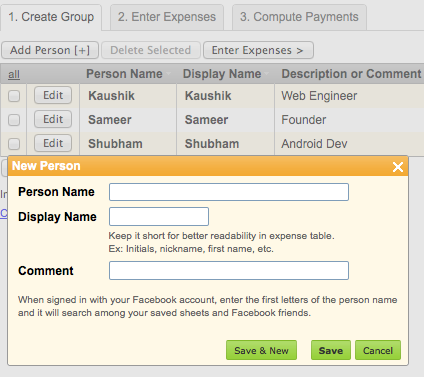 1. Create Group 2. Enter Expenses 3. Compute Payments
Add Person [+] Delete Selected Enter Expenses >
all Person Name Display Name Description or Comment
Edit Kaushik Kaushik Web Engineer
Edit Sameer Sameer Founder
Edit Shubham Shubham Android Dev
New Person
Person Name
Display Name
Keep it short for better readability in expense table.
Ex: Initials, nickname, first name, etc.
Comment
When signed in with your Facebook account, enter the first letters of the person name
and it will search among your saved sheets and Facebook friends.
Save & New Save Cancel